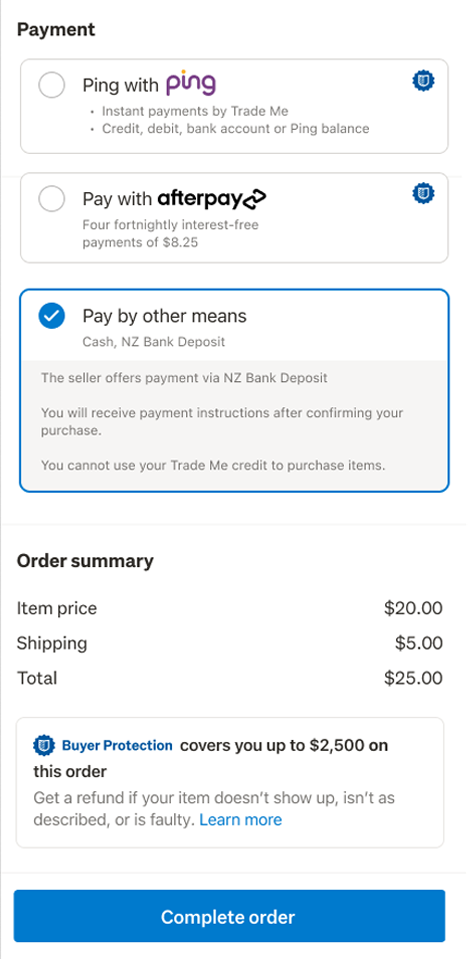 Payment
Ping with ping
• Instant payments by Trade Me
• Credit, debit, bank account or Ping balance
Pay with afterpay
Four fortnightly interest-free
payments of $8.25
Pay by other means
Cash, NZ Bank Deposit
The seller offers payment via NZ Bank Deposit
You will receive payment instructions after confirming your
purchase.
You cannot use your Trade Me credit to purchase items.
Order summary
Item price $20.00
Shipping $5.00
Total $25.00
Buyer Protection covers you up to $2,500 on
this order
Get a refund if your item doesn’t show up, isn’t as
described, or is faulty. Learn more
Complete order